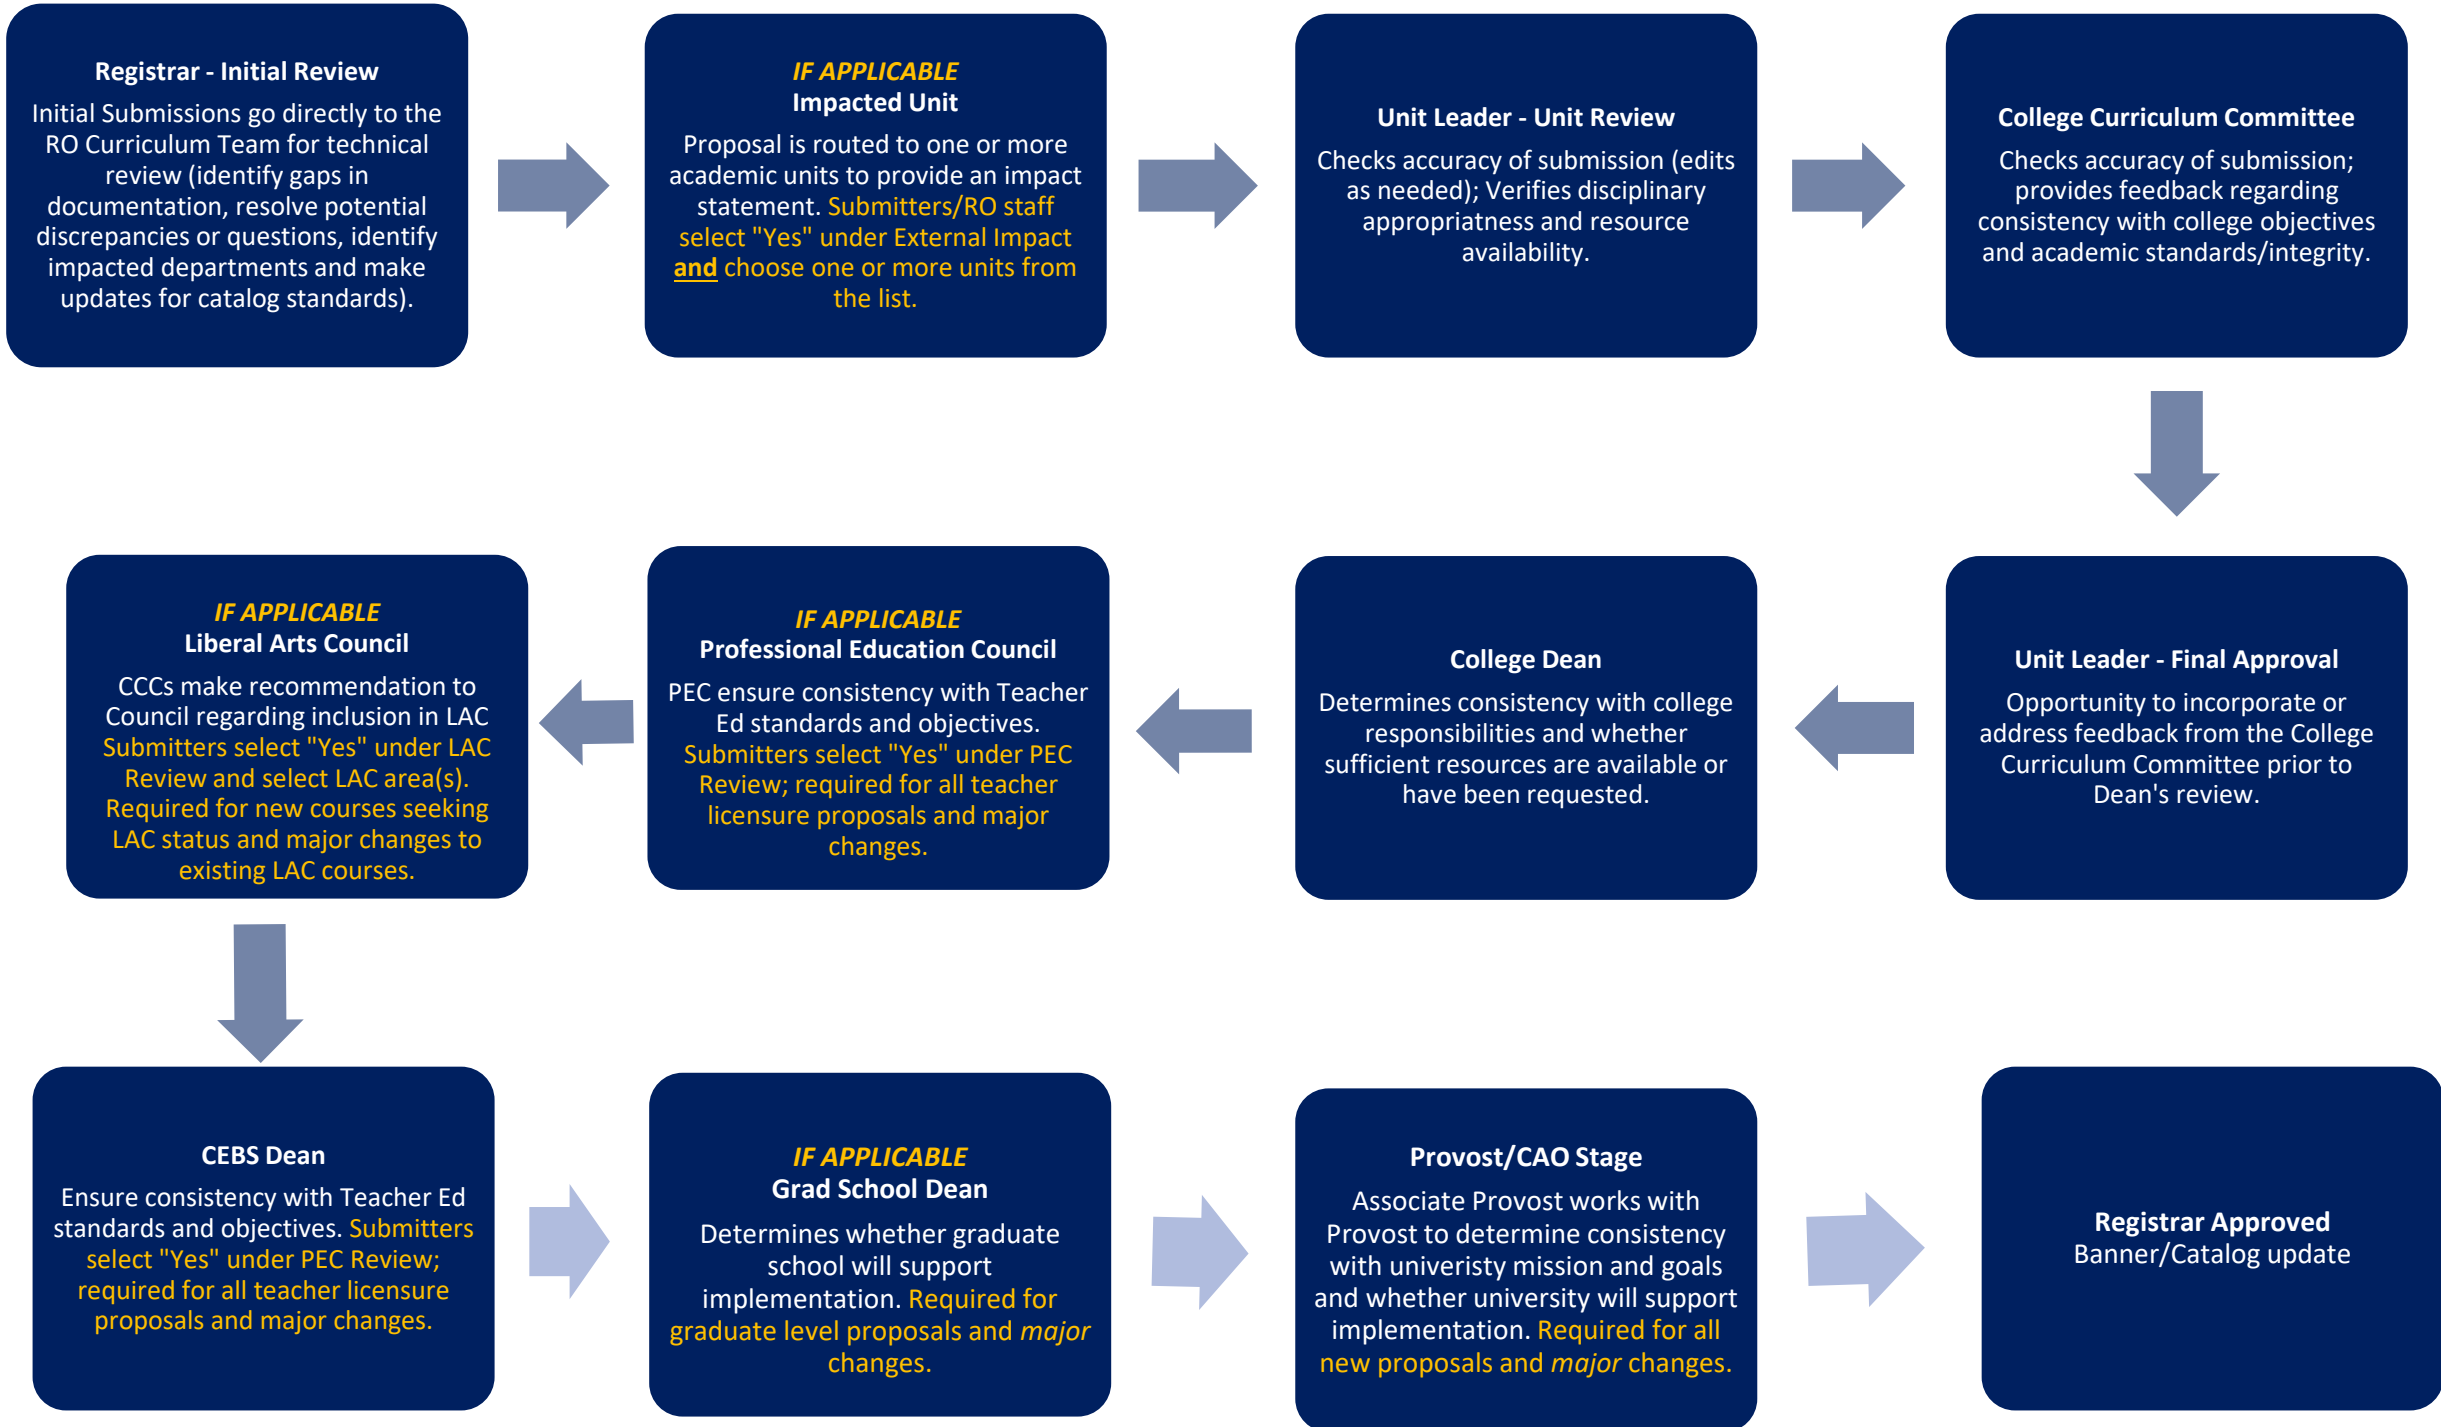 Registrar - Initial Review
Initial Submissions go directly to the
RO Curriculum Team for technical
review (identify gaps in
documentation, resolve potential
discrepancies or questions, identify
impacted departments and make
updates for catalog standards).
IF APPLICABLE
Impacted Unit
Proposal is routed to one or more
academic units to provide an impact
statement. Submitters/RO staff
select "Yes" under External Impact
and choose one or more units from
the list.
Unit Leader - Unit Review
Checks accuracy of submission (edits
as needed); Verifies disciplinary
appropriatness and resource
availability.
College Curriculum Committee
Checks accuracy of submission;
provides feedback regarding
consistency with college objectives
and academic standards/integrity.
Unit Leader - Final Approval
Opportunity to incorporate or
address feedback from the College
Curriculum Committee prior to
Dean's review.
College Dean
Determines consistency with college
responsibilities and whether
sufficient resources are available or
have been requested.
IF APPLICABLE
Professional Education Council
PEC ensure consistency with Teacher
Ed standards and objectives.
Submitters select "Yes" under PEC
Review; required for all teacher
licensure proposals and major
changes.
IF APPLICABLE
Liberal Arts Council
CCCs make recommendation to
Council regarding inclusion in LAC
Submitters select "Yes" under LAC
Review and select LAC area(s).
Required for new courses seeking
LAC status and major changes to
existing LAC courses.
CEBS Dean
Ensure consistency with Teacher Ed
standards and objectives. Submitters
select "Yes" under PEC Review;
required for all teacher licensure
proposals and major changes.
IF APPLICABLE
Grad School Dean
Determines whether graduate
school will support
implementation. Required for
graduate level proposals and major
changes.
Provost/CAO Stage
Associate Provost works with
Provost to determine consistency
with univeristy mission and goals
and whether university will support
implementation. Required for all
new proposals and major changes.
Registrar Approved
Banner/Catalog update